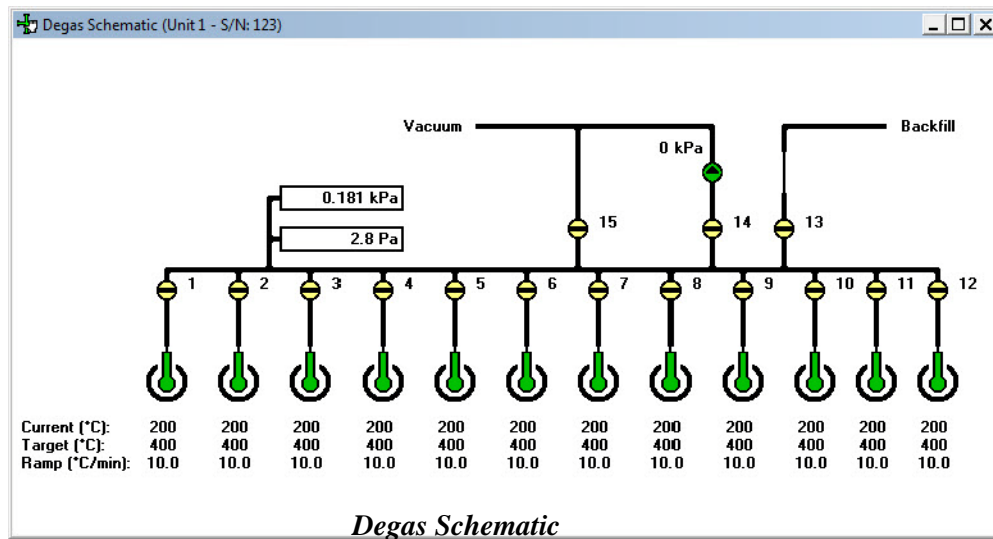 Degas Schematic (Unit 1 - S/N: 123)
Vacuum Backfill
0 kPa
0.181 kPa
15 14 13
2.8 Pa
1 2 3 4 5 6 7 8 9 10 11 12
Current (°C): 200 200 200 200 200 200 200 200 200 200 200 200
Target (°C): 400 400 400 400 400 400 400 400 400 400 400 400
Ramp (°C/min): 10.0 10.0 10.0 10.0 10.0 10.0 10.0 10.0 10.0 10.0 10.0 10.0
Degas Schematic